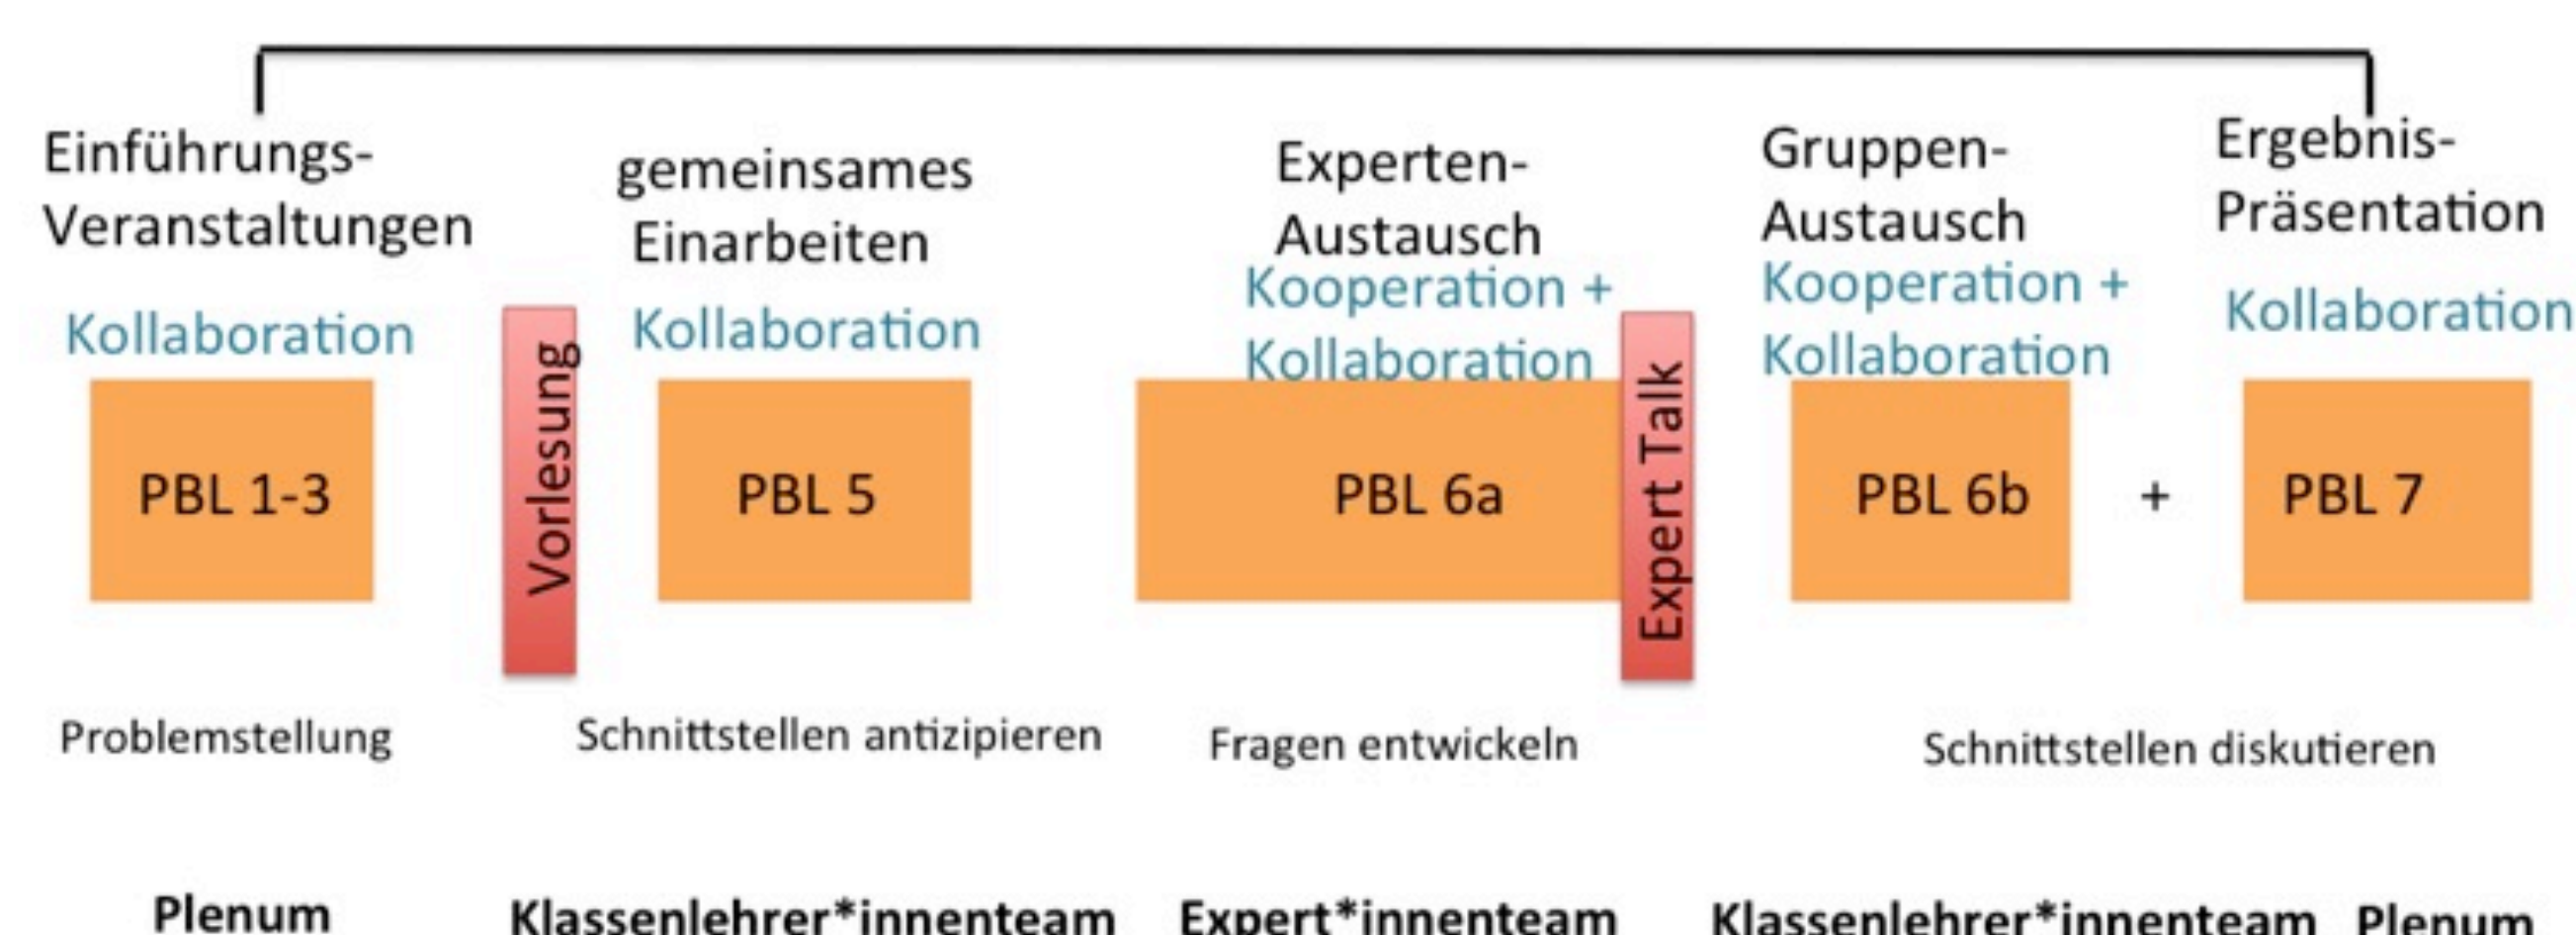 Einführungs-
Veranstaltungen
Kollaboration
PBL 1-3
Problemstellung
Plenum
Vorlesung
gemeinsames
Einarbeiten
Kollaboration
PBL 5
Schnittstellen antizipieren
Klassenlehrer*innenteam
Experten-
Austausch
Kooperation +
Kollaboration
PBL 6a
Fragen entwickeln
Expert*innenteam
Expert Talk
Gruppen-
Austausch
Kooperation +
Kollaboration
PBL 6b
+
Ergebnis-
Präsentation
Kollaboration
PBL 7
Schnittstellen diskutieren
Klassenlehrer*innenteam
Plenum